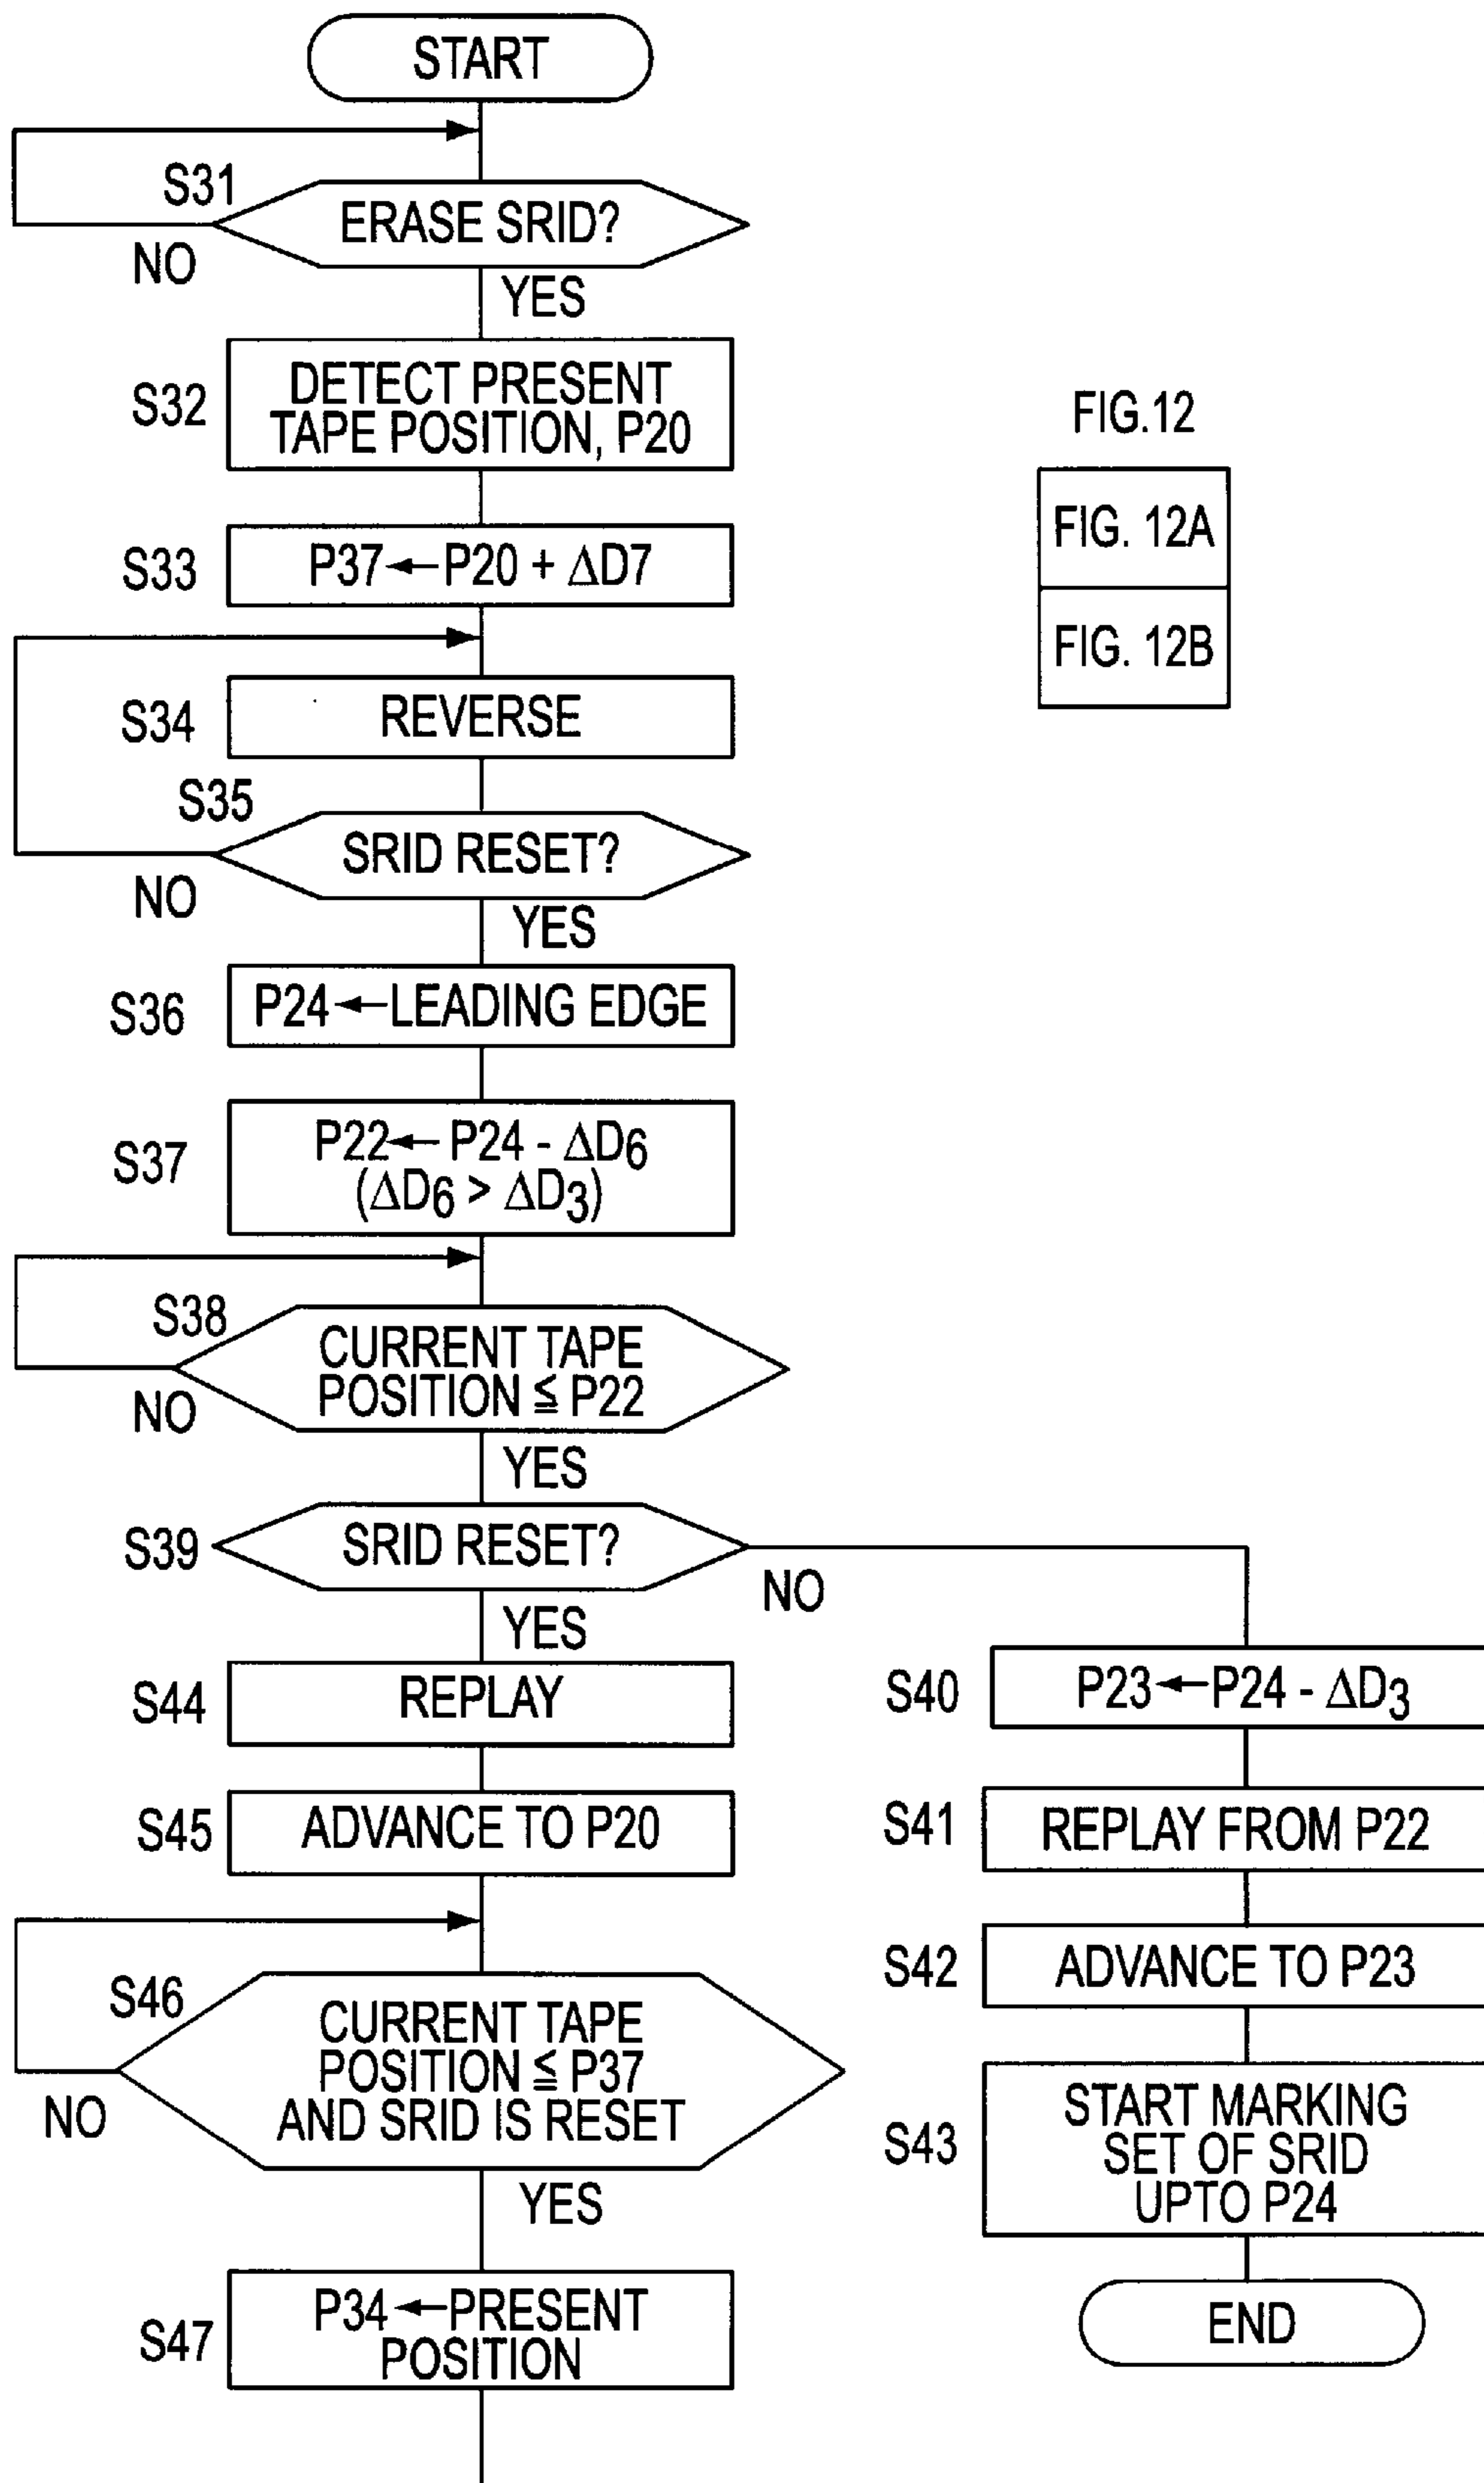 START
S31
ERASE SRID?
NO
YES
S32
DETECT PRESENT
TAPE POSITION, P20
FIG.12
FIG. 12A
FIG. 12B
S33
P37←P20 + ΔD7
S34
REVERSE
S35
SRID RESET?
NO
YES
S36
P24←LEADING EDGE
S37
P22← P24 - ΔD6
(ΔD6 > ΔD3)
S38
CURRENT TAPE
POSITION ≦ P22
NO
YES
S39
SRID RESET?
NO
YES
S44
REPLAY
S45
ADVANCE TO P20
S46
CURRENT TAPE
POSITION ≦ P37
AND SRID IS RESET
NO
YES
S47
P34←PRESENT
POSITION
S40
P23←P24 - ΔD3
S41
REPLAY FROM P22
S42
ADVANCE TO P23
S43
START MARKING
SET OF SRID
UPTO P24
END